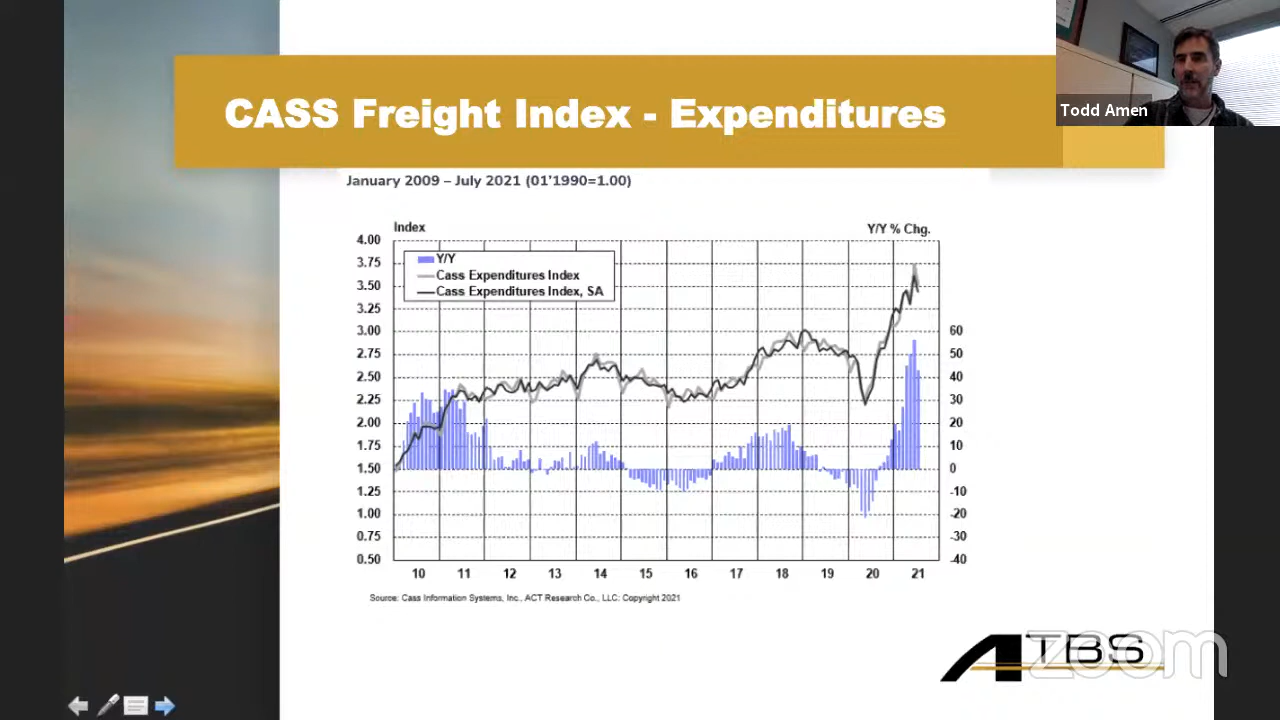 CASS Freight Index - Expenditures
Todd Amen
January 2009 – July 2021 (01'1990=1.00)
Index
Y/Y % Chg.
4.00
3.75
3.50
3.25
3.00
2.75
2.50
2.25
2.00
1.75
1.50
1.25
1.00
0.75
0.50
Y/Y
Cass Expenditures Index
Cass Expenditures Index, SA
60
50
40
30
20
10
0
-10
-20
-30
-40
10 11 12 13 14 15 16 17 18 19 20 21
Source: Cass Information Systems, Inc., ACT Research Co., LLC: Copyright 2021
ATBS
zoom